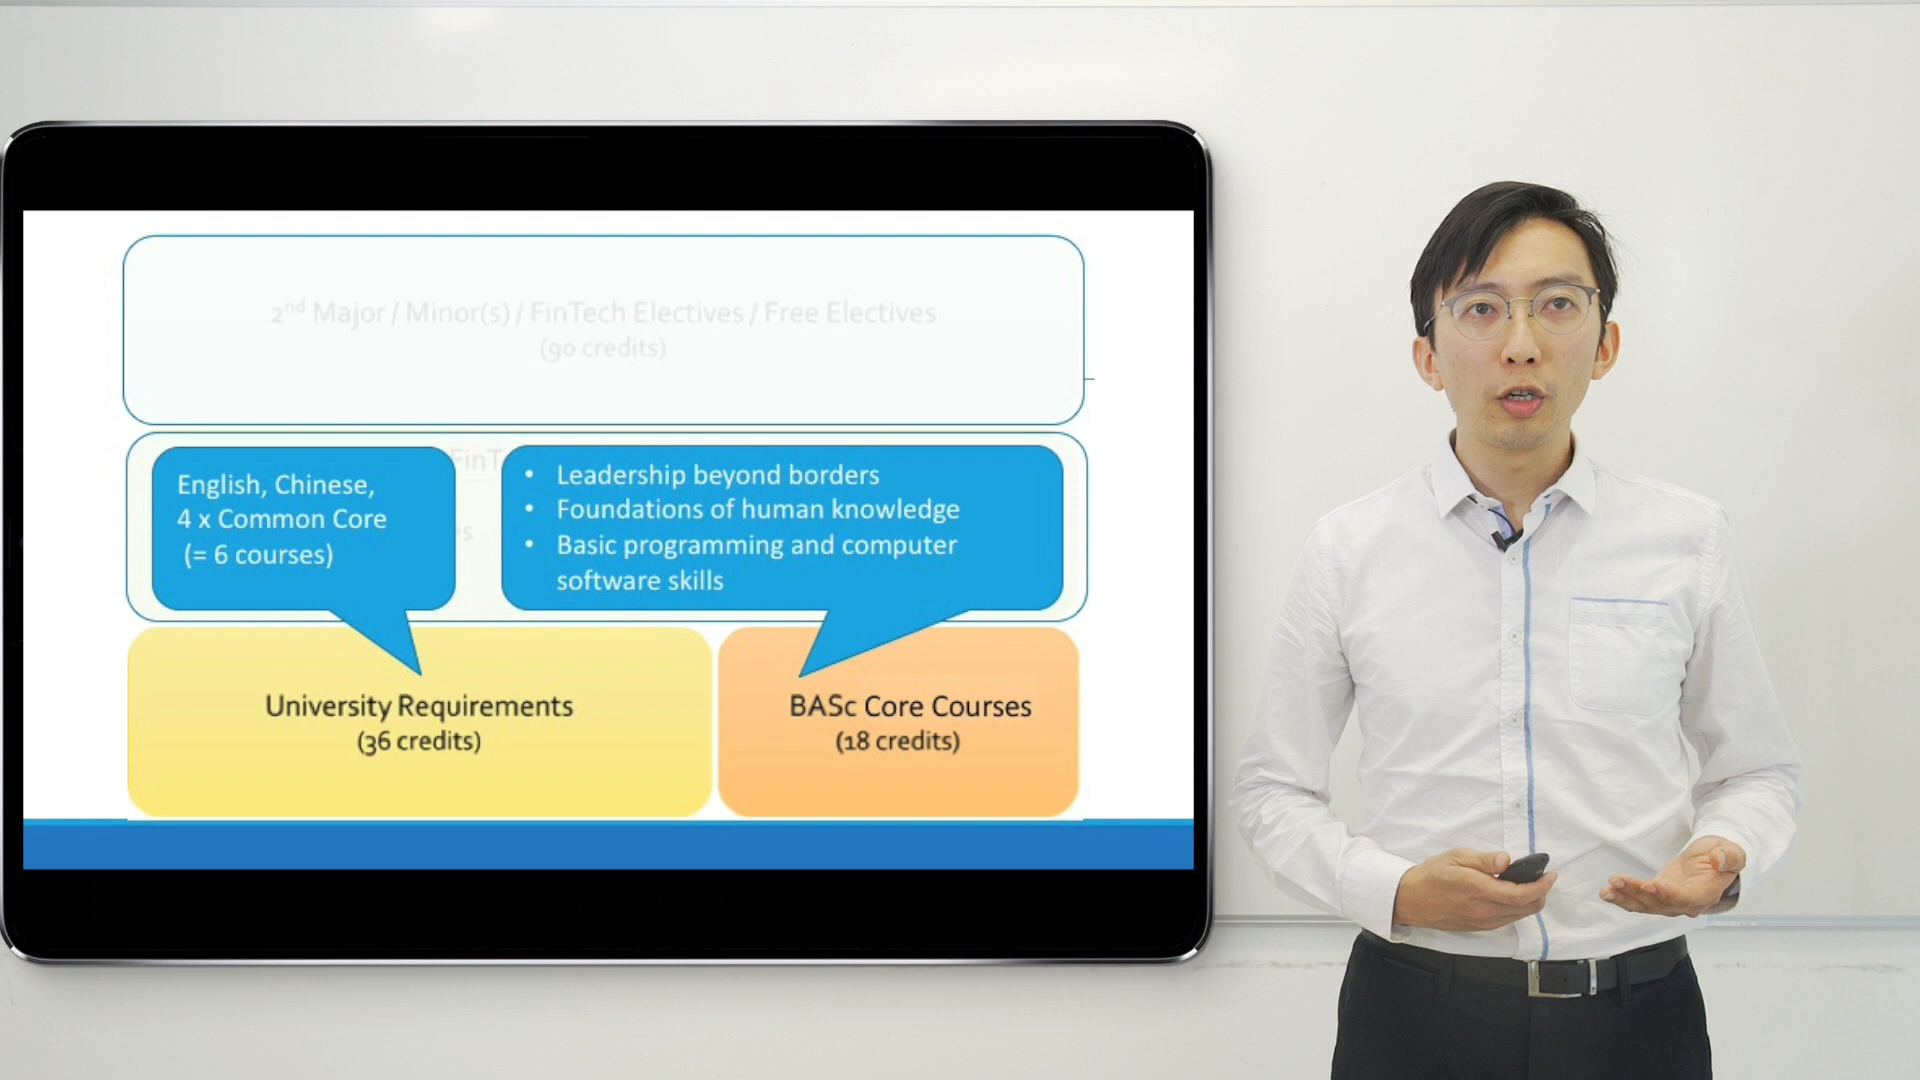 2nd Major / Minor(s) / FinTech Electives / Free Electives
(90 credits)
English, Chinese,
4 x Common Core
(= 6 courses)
• Leadership beyond borders
• Foundations of human knowledge
• Basic programming and computer
software skills
University Requirements
(36 credits)
BASc Core Courses
(18 credits)